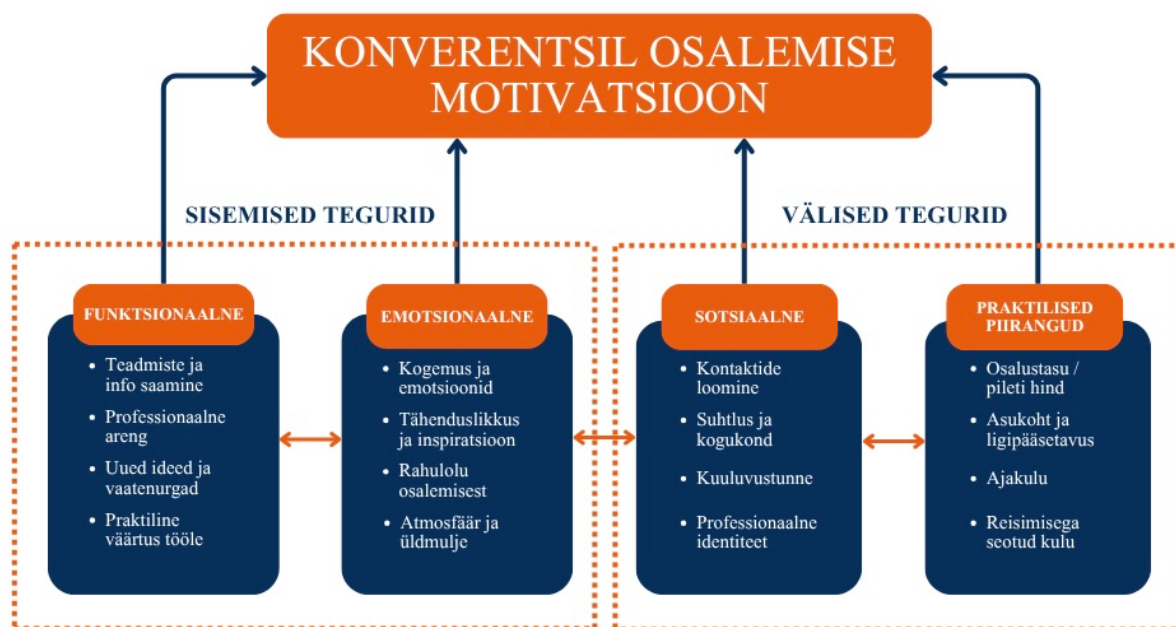 KONVERENTSIL OSALEMISE
MOTIVATSIOON
SISEMISED TEGURID
VÄLISED TEGURID
FUNKTSIONAALNE
• Teadmiste ja
info saamine
• Professionaalne
areng
• Uued ideed ja
vaatenurgad
• Praktiline
väärtus tööle
EMOTSIONAALNE
• Kogemus ja
emotsioonid
• Tähenduslikkus
ja inspiratsioon
• Rahulolu
osalemisest
• Atmosfäär ja
üldmulje
SOTSIAALNE
• Kontaktide
loomine
• Suhtlus ja
kogukond
• Kuuluvustunne
• Professionaalne
identiteet
PRAKTILISED
PIIRANGUD
• Osalustasu /
pileti hind
• Asukoht ja
ligipääsetavus
• Ajakulu
• Reisimisega
seotud kulu